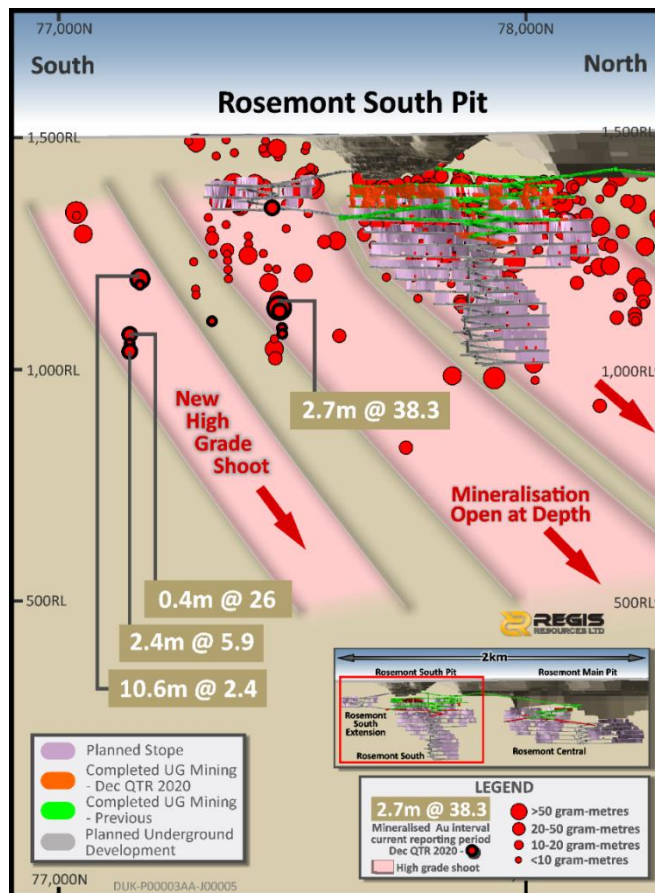 77,000N
78,000N
South
North
Rosemont South Pit
1,500RL
1,500RL
1,000RL
1,000RL
2.7m @ 38.3
New
High
Grade
Shoot
Mineralisation
Open at Depth
500RL
500RL
0.4m @ 26
2.4m @ 5.9
10.6m @ 2.4
REGIS
RESOURCES LTD
2km
Rosemont South Pit
Rosemont Main Pit
Rosemont
South
Extension
Rosemont South
Rosemont Central
Planned Stope
Completed UG Mining
- Dec QTR 2020
Completed UG Mining
- Previous
Planned Underground
Development
LEGEND
2.7m @ 38.3
Mineralised Au interval
current reporting period
Dec QTR 2020 -
High grade shoot
>50 gram-metres
20-50 gram-metres
10-20 gram-metres
<10 gram-metres
77,000N
DUK-P00003AA-J00005
78,000N